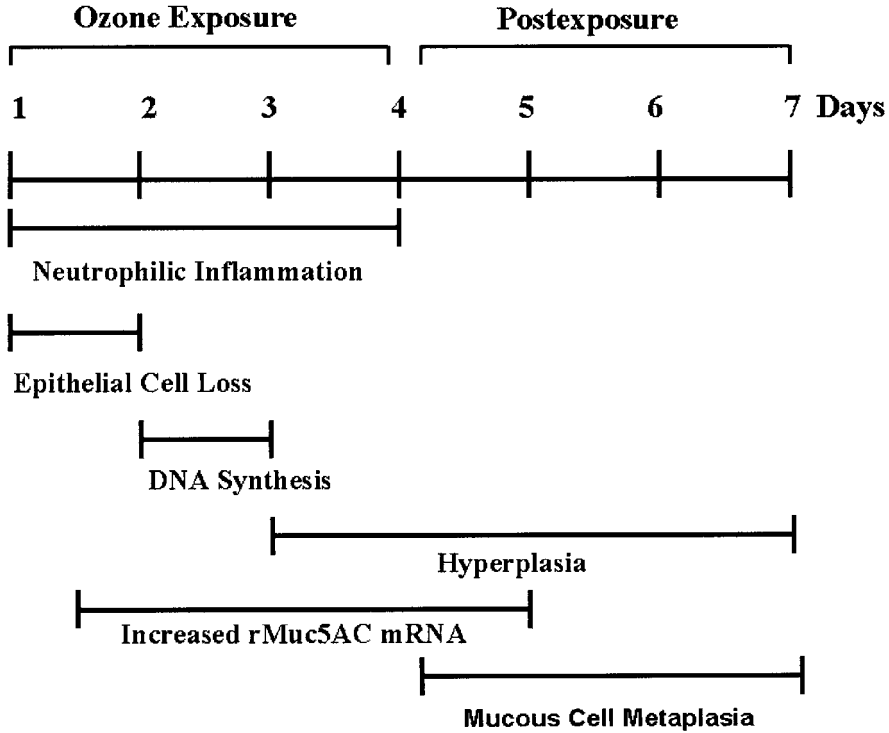 Ozone Exposure Postexposure
1 2 3 4 5 6 7 Days
Neutrophilic Inflammation
Epithelial Cell Loss
DNA Synthesis
Hyperplasia
Increased rMuc5AC mRNA
Mucous Cell Metaplasia